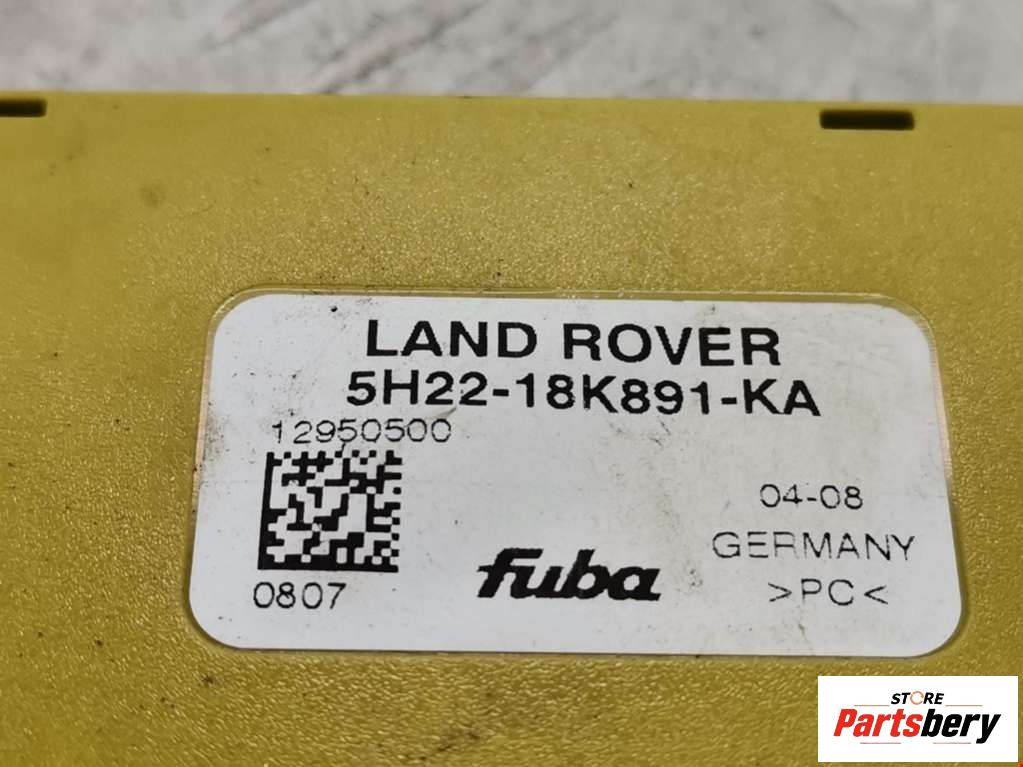 LAND ROVER
5H22-18K891-KA
12950500
04-08
GERMANY
0807
fuba
>PC<
STORE
Partsbery